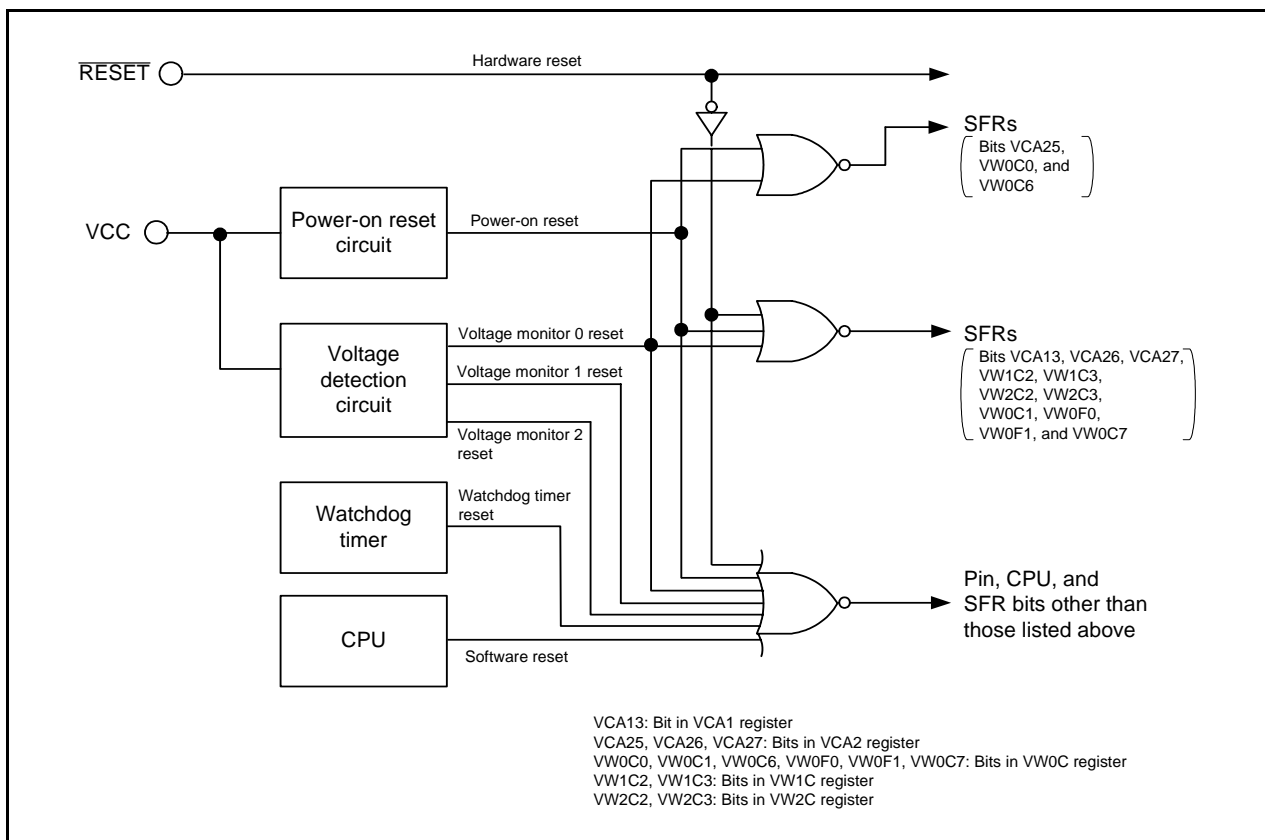 Hardware reset
RESET
SFRs
Bits VCA25,
VW0C0, and
VW0C6
Power-on reset
circuit
Power-on reset
VCC
Voltage
detection
circuit
Voltage monitor 0 reset
Voltage monitor 1 reset
Voltage monitor 2
reset
SFRs
Bits VCA13, VCA26, VCA27,
VW1C2, VW1C3,
VW2C2, VW2C3,
VW0C1, VW0F0,
VW0F1, and VW0C7
Watchdog
timer
Watchdog timer
reset
CPU
Software reset
Pin, CPU, and
SFR bits other than
those listed above
VCA13: Bit in VCA1 register
VCA25, VCA26, VCA27: Bits in VCA2 register
VW0C0, VW0C1, VW0C6, VW0F0, VW0F1, VW0C7: Bits in VW0C register
VW1C2, VW1C3: Bits in VW1C register
VW2C2, VW2C3: Bits in VW2C register